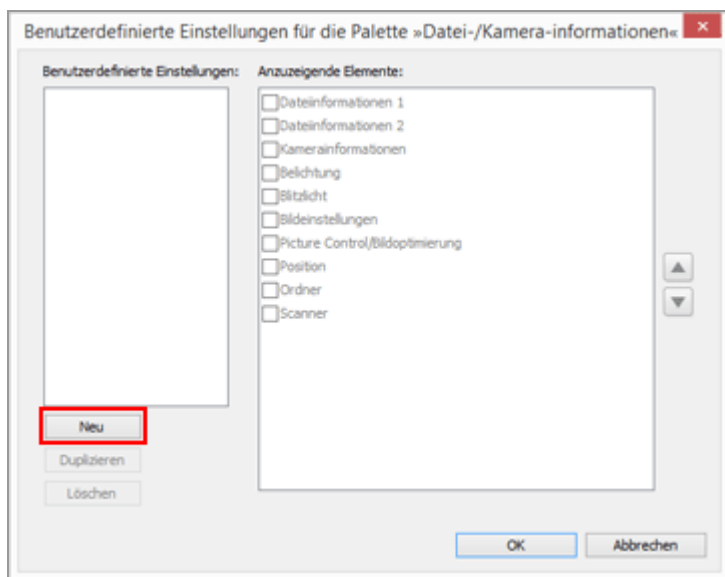 Benutzerdefinierte Einstellungen für die Palette »Datei-/Kamera-informationen«
Benutzerdefinierte Einstellungen:
Anzuzeigende Elemente:
Dateiinformationen 1
Dateiinformationen 2
Kamerainformationen
Belichtung
Blitzlicht
Bildeinstellungen
Picture Control/Bildoptimierung
Position
Ordner
Scanner
Neu
Duplizieren
Löschen
OK
Abbrechen